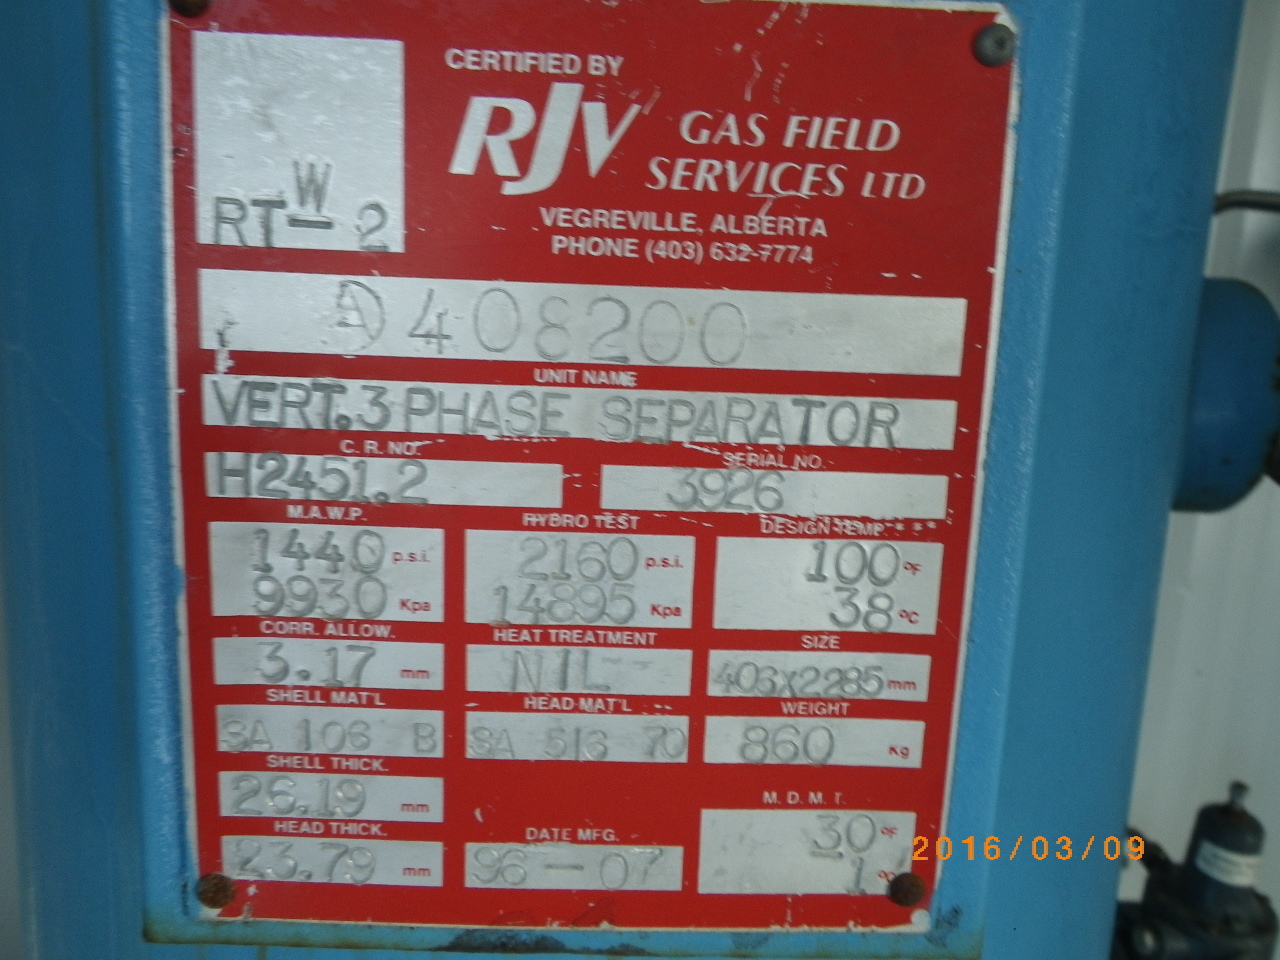 CERTIFIED BY
RJV GAS FIELD
SERVICES LTD
VEGREVILLE, ALBERTA
PHONE (403) 632-7774
W
RT - 2
A 408200
UNIT NAME
VERT. 3 PHASE SEPARATOR
C. R. NO. SERIAL NO.
H2451.2 3926
M.A.W.P. HYDRO TEST DESIGN TEMP.
1440 p.s.i. 2160 p.s.i. 100 °F
9930 Kpa 14895 Kpa 38 °C
CORR. ALLOW. HEAT TREATMENT SIZE
3.17 mm NIL 406X2285 mm
SHELL MAT'L HEAD MAT'L WEIGHT
SA 106 B SA 516 70 860 Kg
SHELL THICK. M. D. M. T.
26.19 mm 30 °F
HEAD THICK. DATE MFG.
23.79 mm 96-07 1 °C
2016/03/09